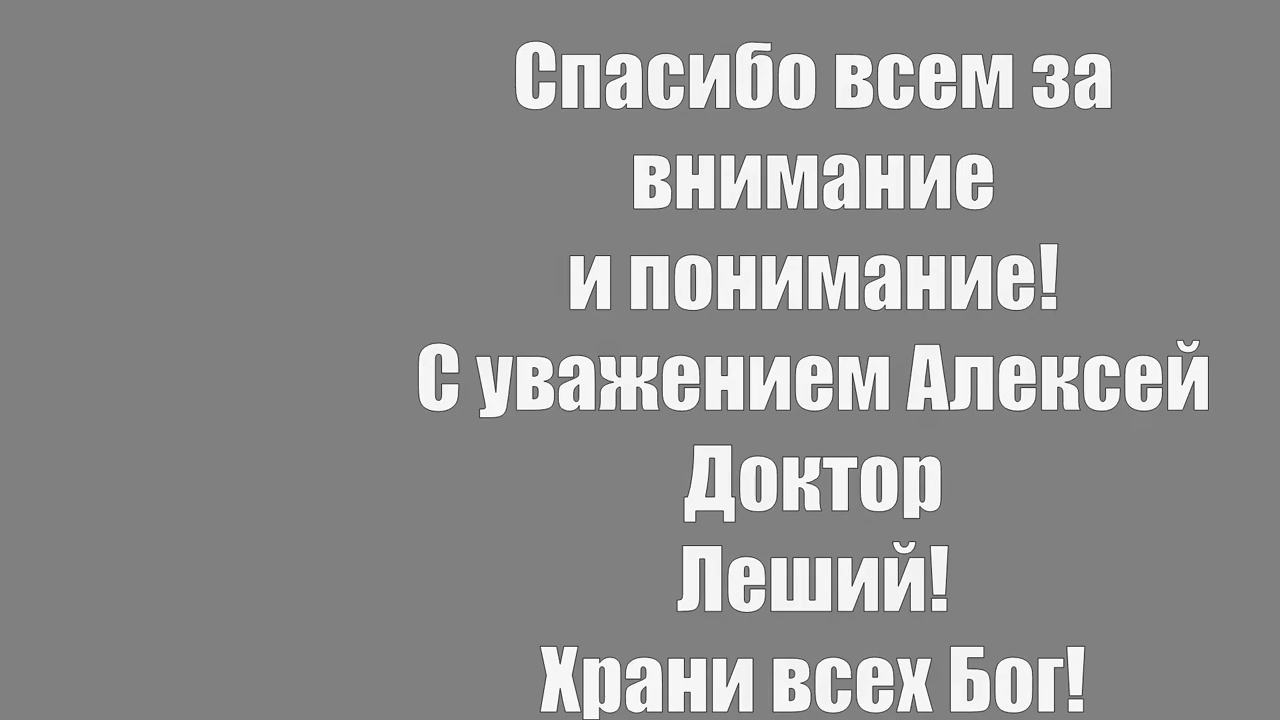 Спасибо всем за
внимание
и понимание!
С уважением Алексей
Доктор
Леший!
Храни всех Бог!